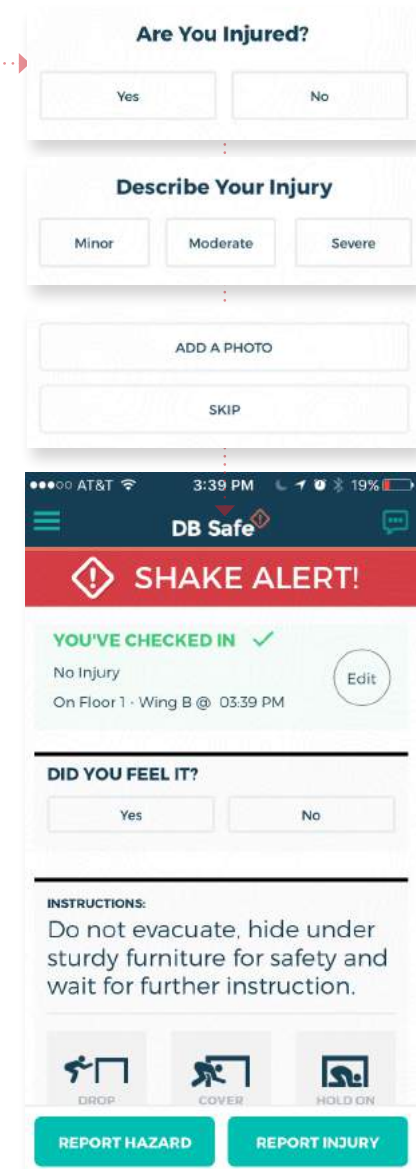 Are You Injured?
Yes No
Describe Your Injury
Minor Moderate Severe
ADD A PHOTO
SKIP
AT&T 3:39 PM 19%
DB Safe
SHAKE ALERT!
YOU'VE CHECKED IN
No Injury
Edit
On Floor 1 - Wing B @ 03:39 PM
DID YOU FEEL IT?
Yes No
INSTRUCTIONS:
Do not evacuate, hide under
sturdy furniture for safety and
wait for further instruction.
DROP COVER HOLD ON
REPORT HAZARD REPORT INJURY